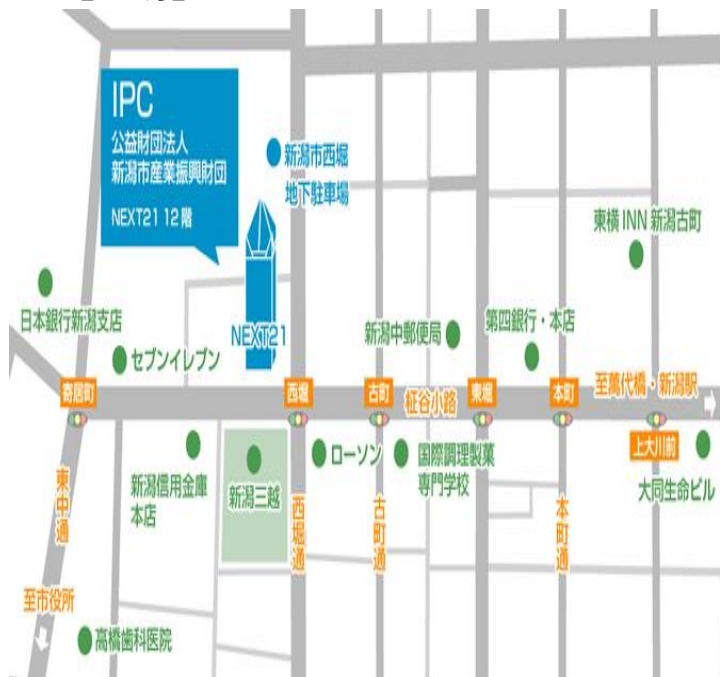 IPC
公益財団法人
新潟市産業振興財団
NEXT21 12階
新潟市西堀
地下駐車場
東横INN 新潟古町
日本銀行新潟支店
セブンイレブン
NEXT21
新潟中郵便局
第四銀行・本店
寄居町
西堀
古町
柾谷小路
東堀
本町
至萬代橋・新潟駅
上大川前
東中通
新潟信用金庫
本店
新潟三越
ローソン
国際調理製菓
専門学校
大同生命ビル
西堀通
古町通
本町通
至市役所
高橋歯科医院